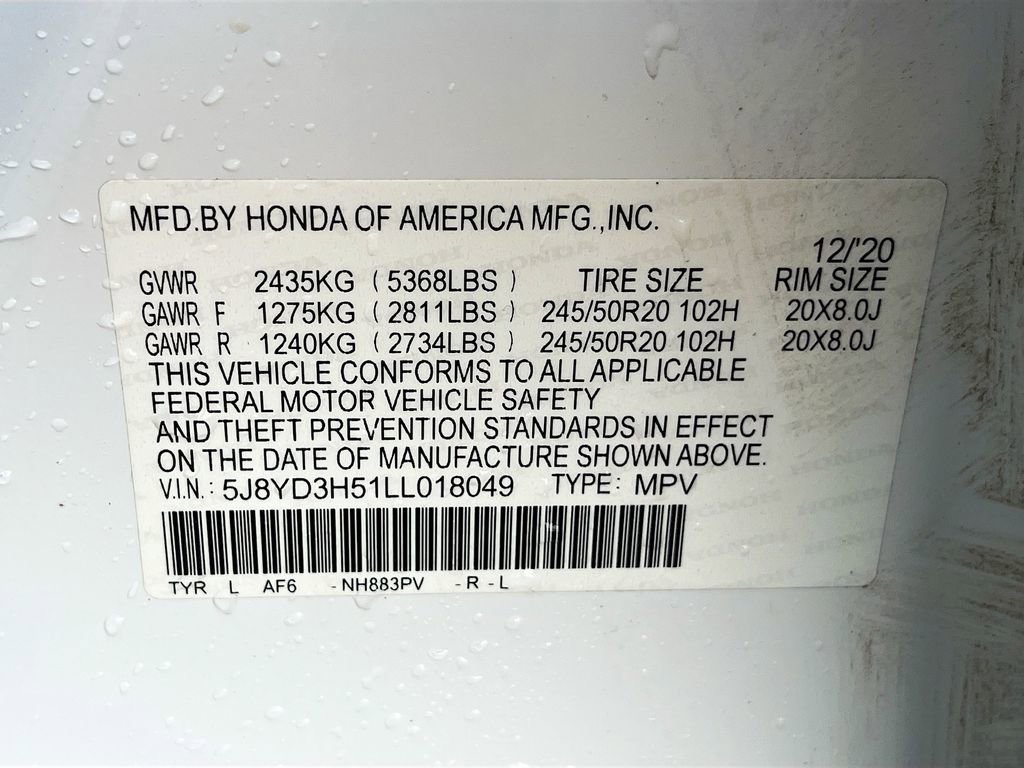 MFD.BY HONDA OF AMERICA MFG.,INC.
12/'20
GVWR 2435KG ( 5368LBS ) TIRE SIZE RIM SIZE
GAWR F 1275KG ( 2811LBS ) 245/50R20 102H 20X8.0J
GAWR R 1240KG ( 2734LBS ) 245/50R20 102H 20X8.0J
THIS VEHICLE CONFORMS TO ALL APPLICABLE
FEDERAL MOTOR VEHICLE SAFETY
AND THEFT PREVENTION STANDARDS IN EFFECT
ON THE DATE OF MANUFACTURE SHOWN ABOVE.
V.I.N.: 5J8YD3H51LL018049 TYPE: MPV
TYR L AF6 -NH883PV -R-L